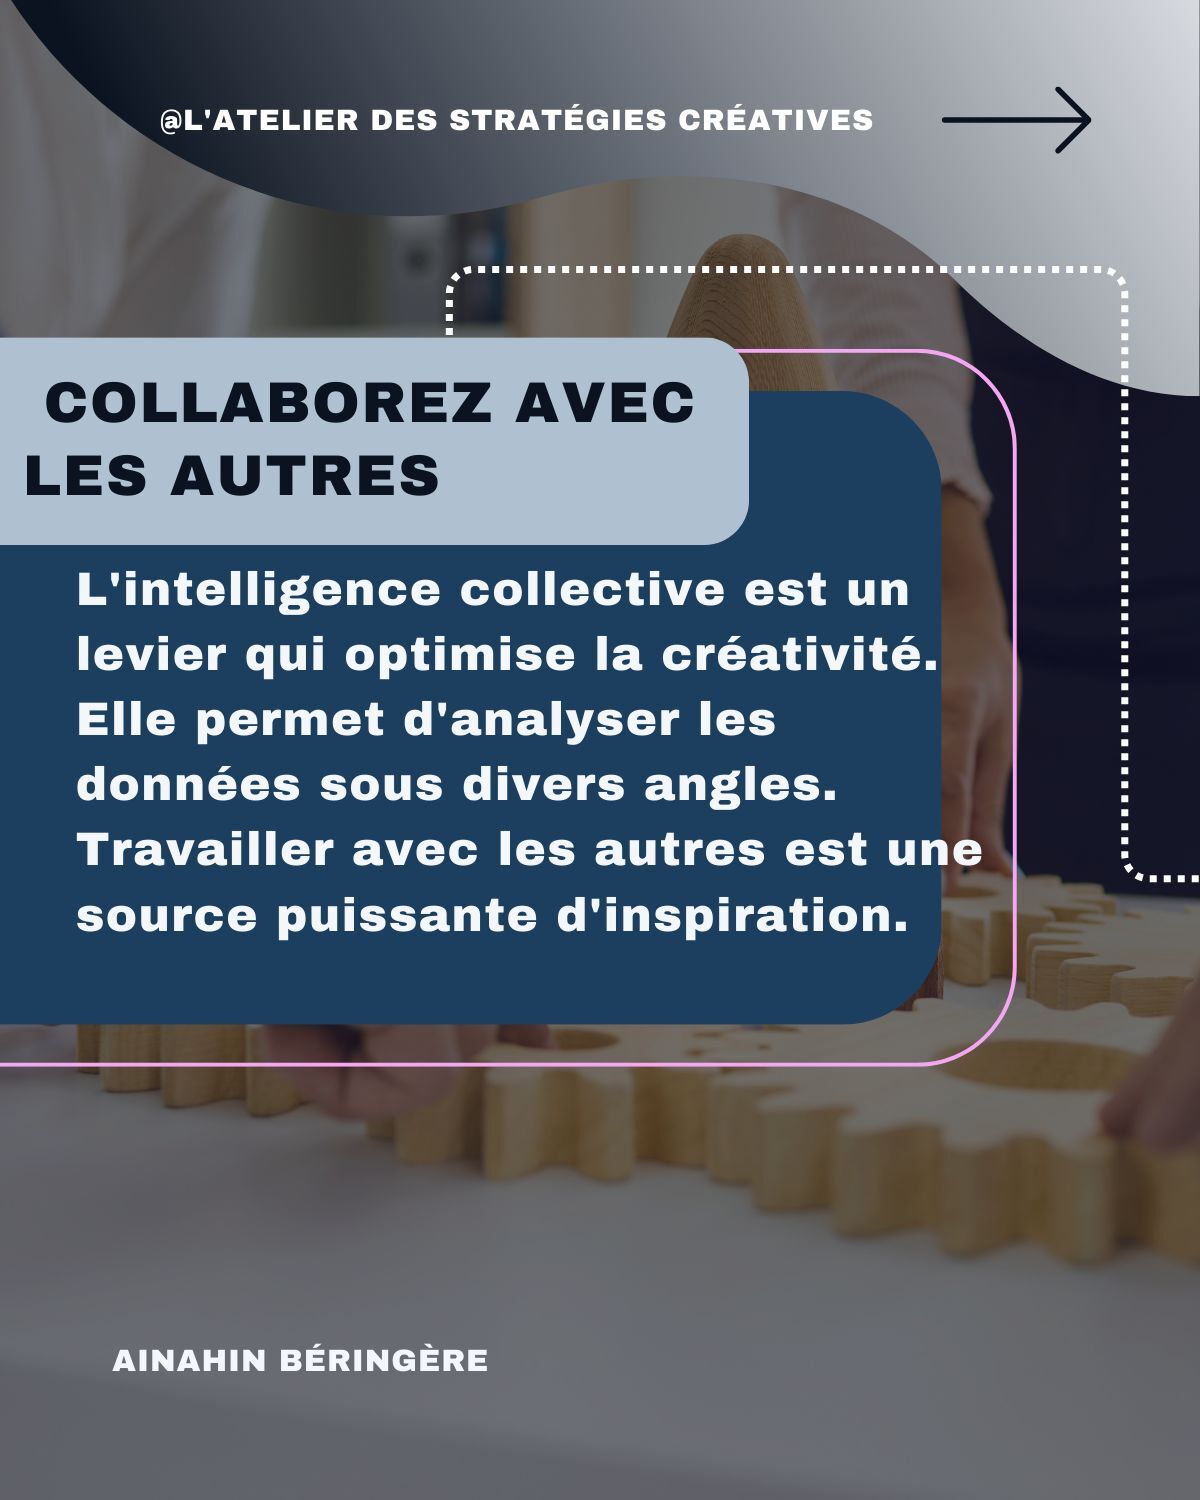 @L'ATELIER DES STRATÉGIES CRÉATIVES
COLLABOREZ AVEC
LES AUTRES
L'intelligence collective est un
levier qui optimise la créativité.
Elle permet d'analyser les
données sous divers angles.
Travailler avec les autres est une
source puissante d'inspiration.
AINAHIN BÉRINGÈRE